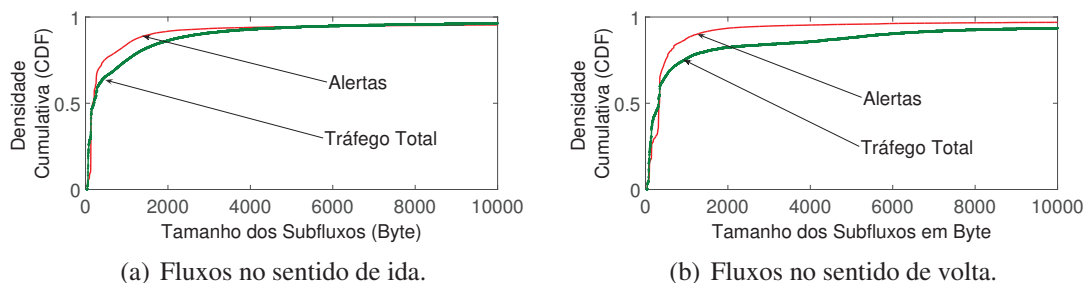 Densidade
Cumulativa (CDF)
1
0.5
0
Alertas
Tráfego Total
0 2000 4000 6000 8000 10000
Tamanho dos Subfluxos (Byte)
(a) Fluxos no sentido de ida.
Densidade
Cumulativa (CDF)
1
0.5
0
Alertas
Tráfego Total
0 2000 4000 6000 8000 10000
Tamanho dos Subfluxos em Byte
(b) Fluxos no sentido de volta.